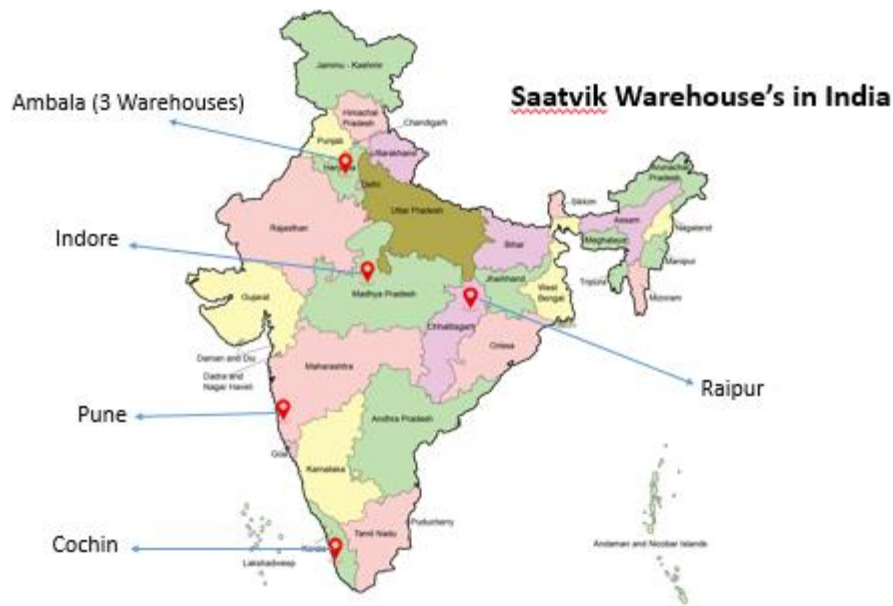 Saatvik Warehouse's in India
Ambala (3 Warehouses)
Indore
Pune
Cochin
Raipur
Jammu - Kashmir
Himachal
Pradesh
Chandigarh
Punjab
Uttarakhand
Delhi
Uttar Pradesh
Rajasthan
Bihar
Sikkim
Arunachal
Pradesh
Assam
Nagaland
Meghalaya
Manipur
Tripura
Mizoram
Jharkhand
West
Bengal
Gujarat
Madhya Pradesh
Chhattisgarh
Orissa
Daman and Diu
Dadra and
Nagar Haveli
Maharashtra
Andhra Pradesh
Goa
Karnataka
Tamil Nadu
Puducherry
Lakshadweep
Andaman and Nicobar Islands